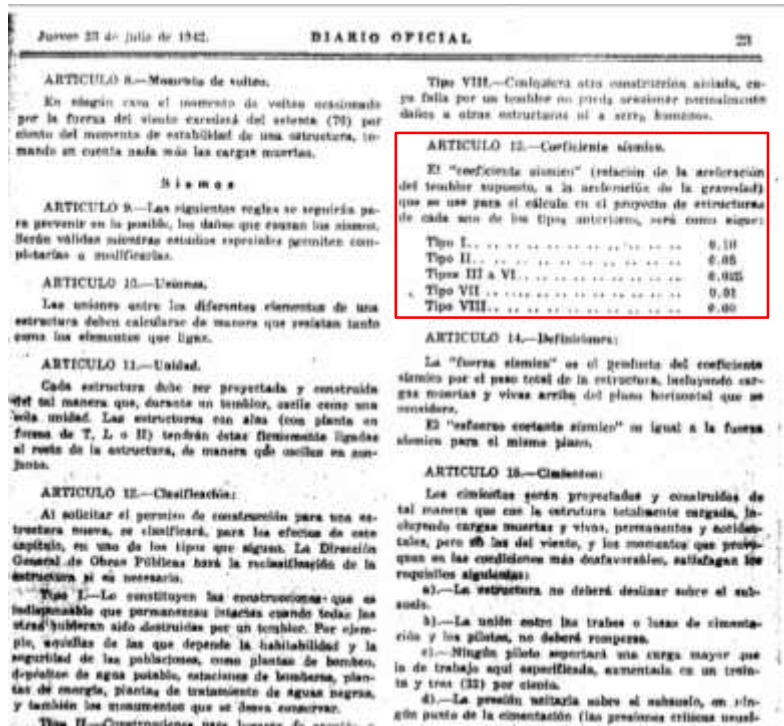 Jueves 23 de julio de 1942.
DIARIO OFICIAL
23
ARTICULO 8.—Momento de volteo.
En ningún caso el momento de volteo ocasionado
por la fuerza del viento excederá del setenta (70) por
ciento del momento de estabilidad de una estructura, to-
mando en cuenta nada más las cargas muertas.
Sismos
ARTICULO 9.—Las siguientes reglas se seguirán pa-
ra prevenir en lo posible, los daños que causan los sismos.
Serán válidas mientras estudios especiales permiten com-
pletarlas o modificarlas.
ARTICULO 10.—Uniones.
Las uniones entre los diferentes elementos de una
estructura deben calcularse de manera que resistan tanto
como los elementos que ligan.
ARTICULO 11.—Unidad.
Cada estructura debe ser proyectada y construida
de tal manera que, durante un temblor, oscile como una
sola unidad. Las estructuras con alas (con planta en
forma de T, L o H) tendrán éstas firmemente ligadas
al resto de la estructura, de manera que oscilen en con-
junto.
ARTICULO 12.—Clasificación:
Al solicitar el permiso de construcción para una es-
tructura nueva, se clasificará, para los efectos de este
capítulo, en uno de los tipos que siguen. La Dirección
General de Obras Públicas hará la reclasificación de la
estructura si es necesario.
Tipo I.—Lo constituyen las construcciones que es
indispensable que permanezcan intactas cuando todas las
otras hubieran sido destruidas por un temblor. Por ejem-
plo, aquéllas de las que depende la habitabilidad y la
seguridad de las poblaciones, como plantas de bombeo,
depósitos de agua potable, estaciones de bomberos, plan-
tas de energía, plantas de tratamiento de aguas negras,
y también los monumentos que se desea conservar.
Tipo II.—Construcciones para
Tipo VIII.—Cualquiera otra construcción aislada, cu-
ya falla por un temblor no pueda ocasionar normalmente
daños a otras estructuras ni a seres humanos.
ARTICULO 13.—Coeficiente sísmico.
El "coeficiente sísmico" (relación de la aceleración
del temblor supuesto, a la aceleración de la gravedad)
que se use para el cálculo en el proyecto de estructuras
de cada uno de los tipos anteriores, será como sigue:
Tipo I.. .. .. .. .. .. .. .. .. 0.10
Tipo II.. .. .. .. .. .. .. .. .. 0.05
Tipos III a VI.. .. .. .. .. .. .. 0.025
Tipo VII .. .. .. .. .. .. .. .. 0.01
Tipo VIII.. .. .. .. .. .. .. .. 0.00
ARTICULO 14.—Definiciones:
La "fuerza sísmica" es el producto del coeficiente
sísmico por el peso total de la estructura, incluyendo car-
gas muertas y vivas arriba del plano horizontal que se
considere.
El "esfuerzo cortante sísmico" es igual a la fuerza
sísmica para el mismo plano.
ARTICULO 15.—Cimientos:
Los cimientos serán proyectados y construidos de
tal manera que con la estrutura totalmente cargada, in-
cluyendo cargas muertas y vivas, permanentes y acciden-
tales, pero sin las del viento, y los momentos que provo-
quen en las condiciones más desfavorables, satisfagan los
requisitos siguientes:
a).—La estructura no deberá deslizar sobre el sub-
suelo.
b).—La unión entre las trabes o losas de cimenta-
ción y los pilotes, no deberá romperse.
c).—Ningún pilote soportará una carga mayor que
la de trabajo aquí especificada, aumentada en un trein-
ta y tres (33) por ciento.
d).—La presión unitaria sobre el subsuelo, en nin-
gún punto de la cimentación (las presiones críticas